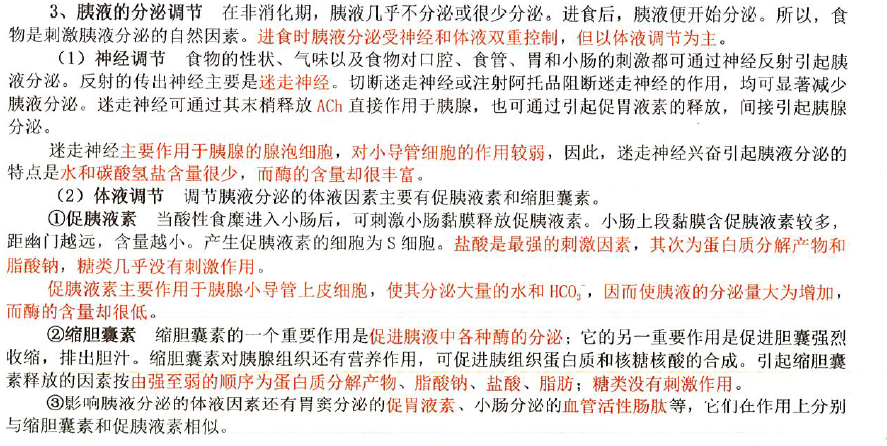 3、胰液的分泌调节　在非消化期，胰液几乎不分泌或很少分泌。进食后，胰液便开始分泌。所以，食
物是刺激胰液分泌的自然因素。进食时胰液分泌受神经和体液双重控制，但以体液调节为主。
（1）神经调节　食物的性状、气味以及食物对口腔、食管、胃和小肠的刺激都可通过神经反射引起胰
液分泌。反射的传出神经主要是迷走神经。切断迷走神经或注射阿托品阻断迷走神经的作用，均可显著减少
胰液分泌。迷走神经可通过其末梢释放 ACh 直接作用于胰腺，也可通过引起促胃液素的释放，间接引起胰腺
分泌。
迷走神经主要作用于胰腺的腺泡细胞，对小导管细胞的作用较弱，因此，迷走神经兴奋引起胰液分泌的
特点是水和碳酸氢盐含量很少，而酶的含量却很丰富。
（2）体液调节　调节胰液分泌的体液因素主要有促胰液素和缩胆囊素。
①促胰液素　当酸性食糜进入小肠后，可刺激小肠黏膜释放促胰液素。小肠上段黏膜含促胰液素较多，
距幽门越远，含量越小。产生促胰液素的细胞为 S 细胞。盐酸是最强的刺激因素，其次为蛋白质分解产物和
脂酸钠，糖类几乎没有刺激作用。
促胰液素主要作用于胰腺小导管上皮细胞，使其分泌大量的水和 HCO₃⁻，因而使胰液的分泌量大为增加，
而酶的含量却很低。
②缩胆囊素　缩胆囊素的一个重要作用是促进胰液中各种酶的分泌；它的另一重要作用是促进胆囊强烈
收缩，排出胆汁。缩胆囊素对胰腺组织还有营养作用，可促进胰组织蛋白质和核糖核酸的合成。引起缩胆囊
素释放的因素按由强至弱的顺序为蛋白质分解产物、脂酸钠、盐酸、脂肪；糖类没有刺激作用。
③影响胰液分泌的体液因素还有胃窦分泌的促胃液素、小肠分泌的血管活性肠肽等，它们在作用上分别
与缩胆囊素和促胰液素相似。